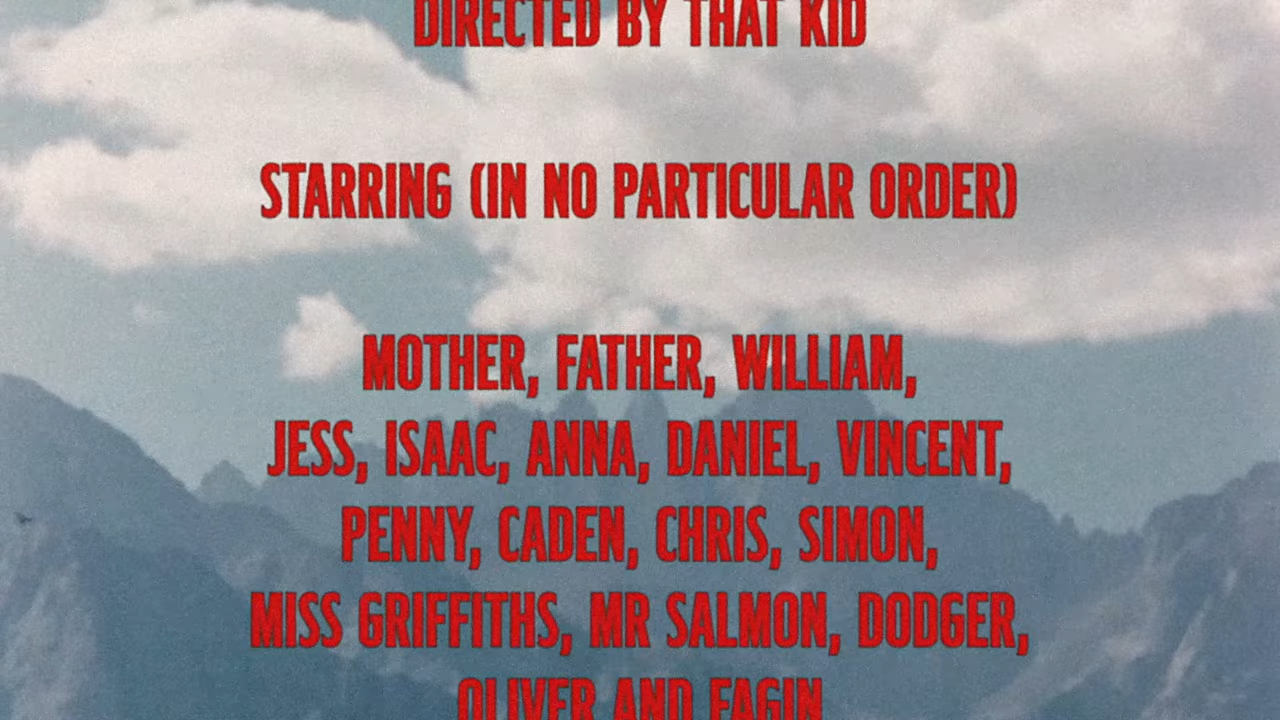 DIRECTED BY THAT KID
STARRING (IN NO PARTICULAR ORDER)
MOTHER, FATHER, WILLIAM,
JESS, ISAAC, ANNA, DANIEL, VINCENT,
PENNY, CADEN, CHRIS, SIMON,
MISS GRIFFITHS, MR SALMON, DODGER,
OLIVER AND FAGIN